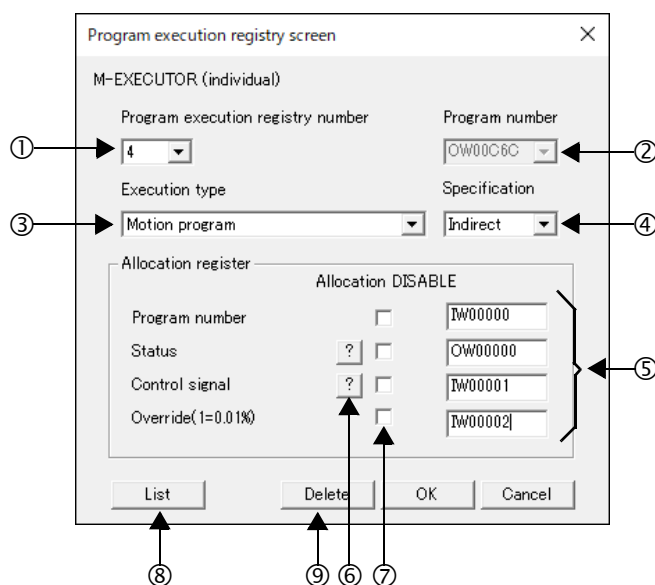 Program execution registry screen ×
M-EXECUTOR (individual)
Program execution registry number Program number
① 4 OW00C6C ②
Execution type Specification
③ Motion program Indirect ④
Allocation register
Allocation DISABLE
Program number IW00000
Status ? OW00000
⑤
Control signal ? IW00001
Override(1=0.01%) IW00002
List Delete OK Cancel
⑧ ⑨ ⑥ ⑦